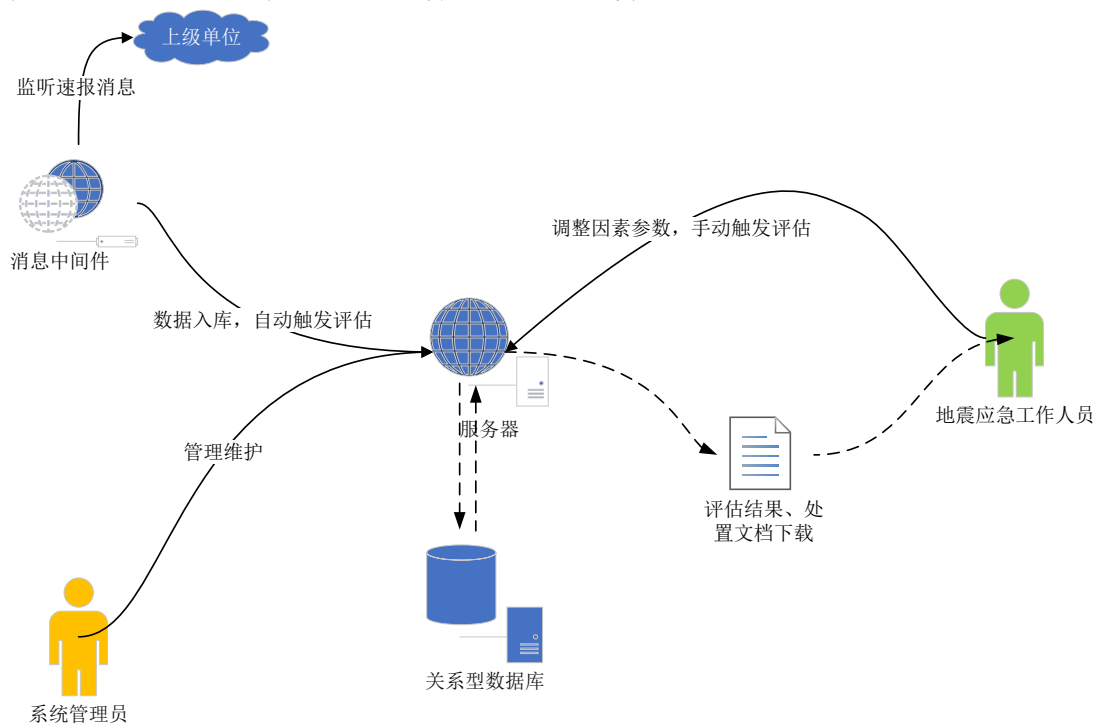 上级单位
监听速报消息
消息中间件
调整因素参数，手动触发评估
数据入库，自动触发评估
服务器
地震应急工作人员
管理维护
评估结果、处
置文档下载
关系型数据库
系统管理员